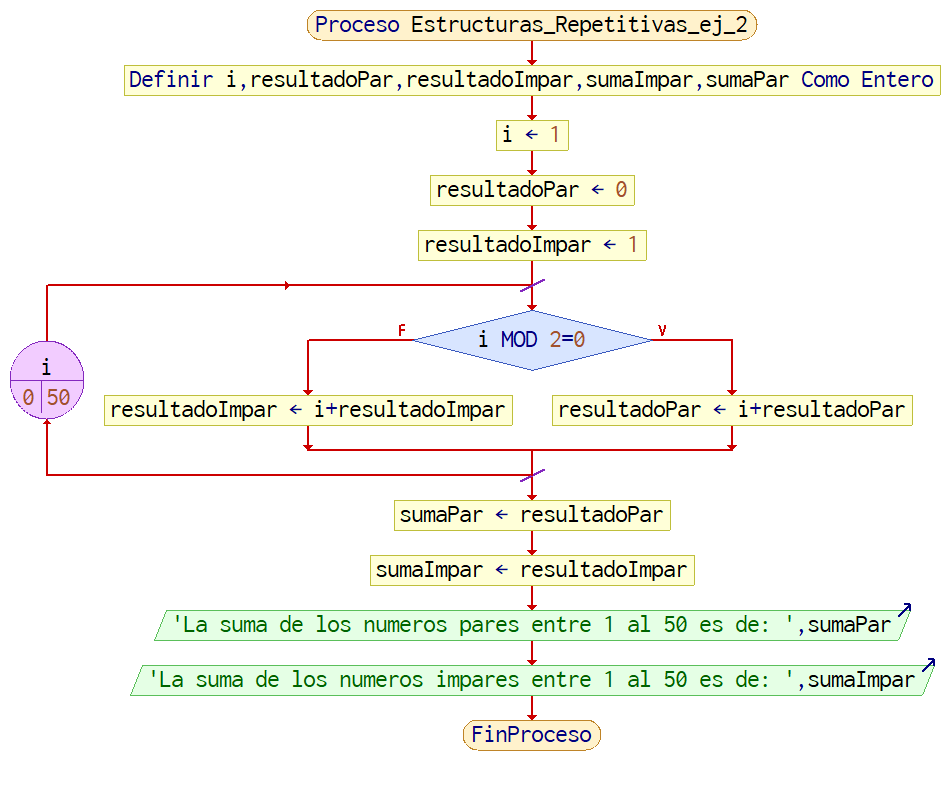 Proceso Estructuras_Repetitivas_ej_2
Definir i,resultadoPar,resultadoImpar,sumaImpar,sumaPar Como Entero
i ← 1
resultadoPar ← 0
resultadoImpar ← 1
F
V
i MOD 2=0
i
0 50
resultadoImpar ← i+resultadoImpar
resultadoPar ← i+resultadoPar
sumaPar ← resultadoPar
sumaImpar ← resultadoImpar
'La suma de los numeros pares entre 1 al 50 es de: ',sumaPar
'La suma de los numeros impares entre 1 al 50 es de: ',sumaImpar
FinProceso